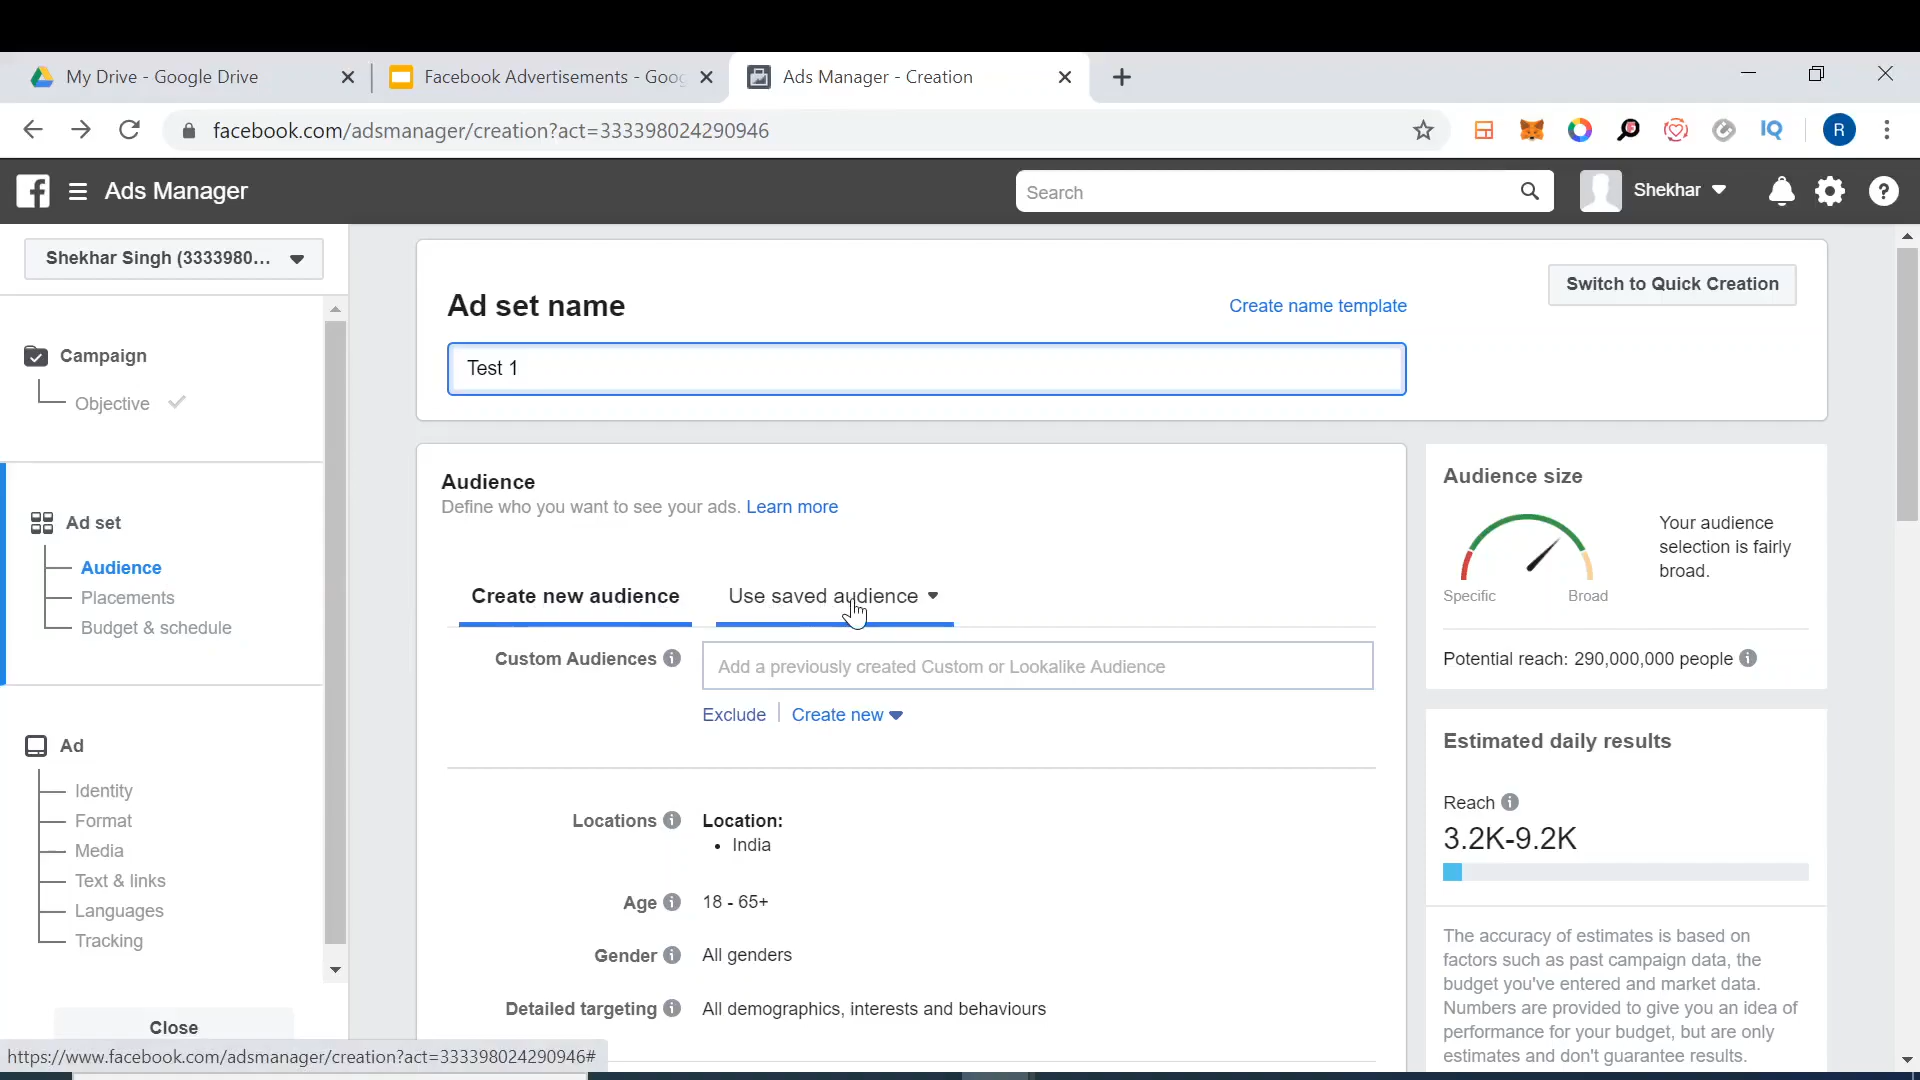 My Drive - Google Drive
Facebook Advertisements - Goog
Ads Manager - Creation
facebook.com/adsmanager/creation?act=333398024290946
IQ
R
Ads Manager
Search
Shekhar
Shekhar Singh (3333980...
Campaign
Objective
Ad set
Audience
Placements
Budget & schedule
Ad
Identity
Format
Media
Text & links
Languages
Tracking
Close
https://www.facebook.com/adsmanager/creation?act=333398024290946#
Ad set name
Create name template
Switch to Quick Creation
Test 1
Audience
Define who you want to see your ads. Learn more
Create new audience
Use saved audience
Custom Audiences
Add a previously created Custom or Lookalike Audience
Exclude
Create new
Locations
Location:
• India
Age
18 - 65+
Gender
All genders
Detailed targeting
All demographics, interests and behaviours
Audience size
Your audience
selection is fairly
broad.
Specific
Broad
Potential reach: 290,000,000 people
Estimated daily results
Reach
3.2K-9.2K
The accuracy of estimates is based on
factors such as past campaign data, the
budget you've entered and market data.
Numbers are provided to give you an idea of
performance for your budget, but are only
estimates and don't guarantee results.